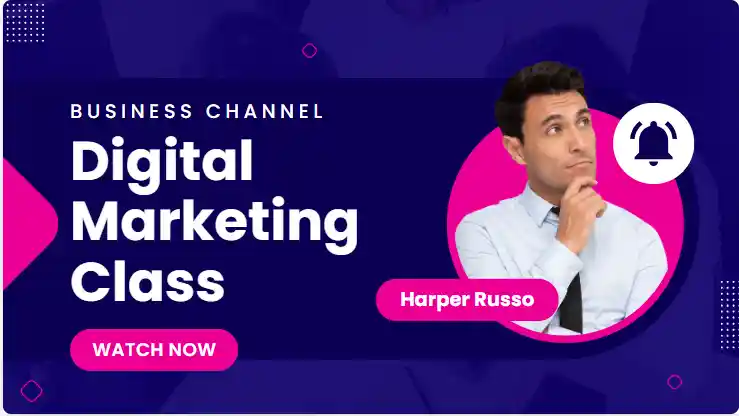 BUSINESS CHANNEL
Digital
Marketing
Class
Harper Russo
WATCH NOW